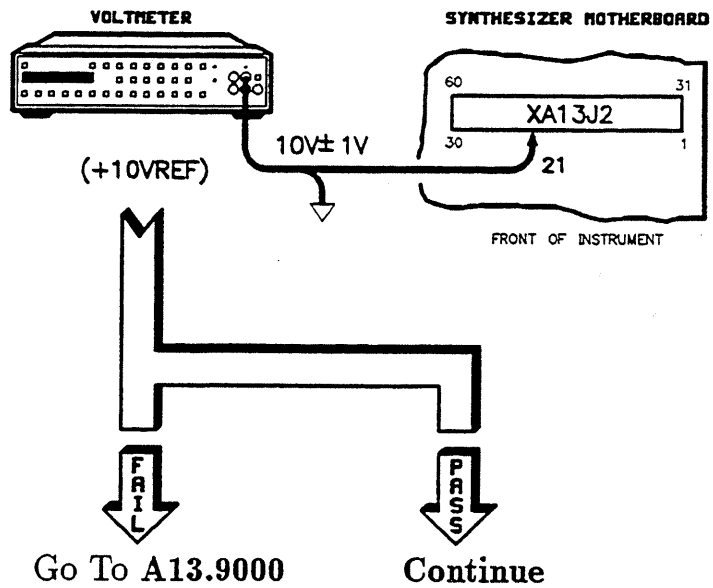 VOLTMETER
SYNTHESIZER MOTHERBOARD
60
31
XA13J2
30
1
21
10V± 1V
(+10VREF)
FRONT OF INSTRUMENT
FAIL
PASS
Go To A13.9000
Continue